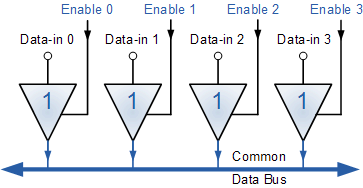 Enable 0 Enable 1 Enable 2 Enable 3
Data-in 0 Data-in 1 Data-in 2 Data-in 3
1 1 1 1
Common
Data Bus